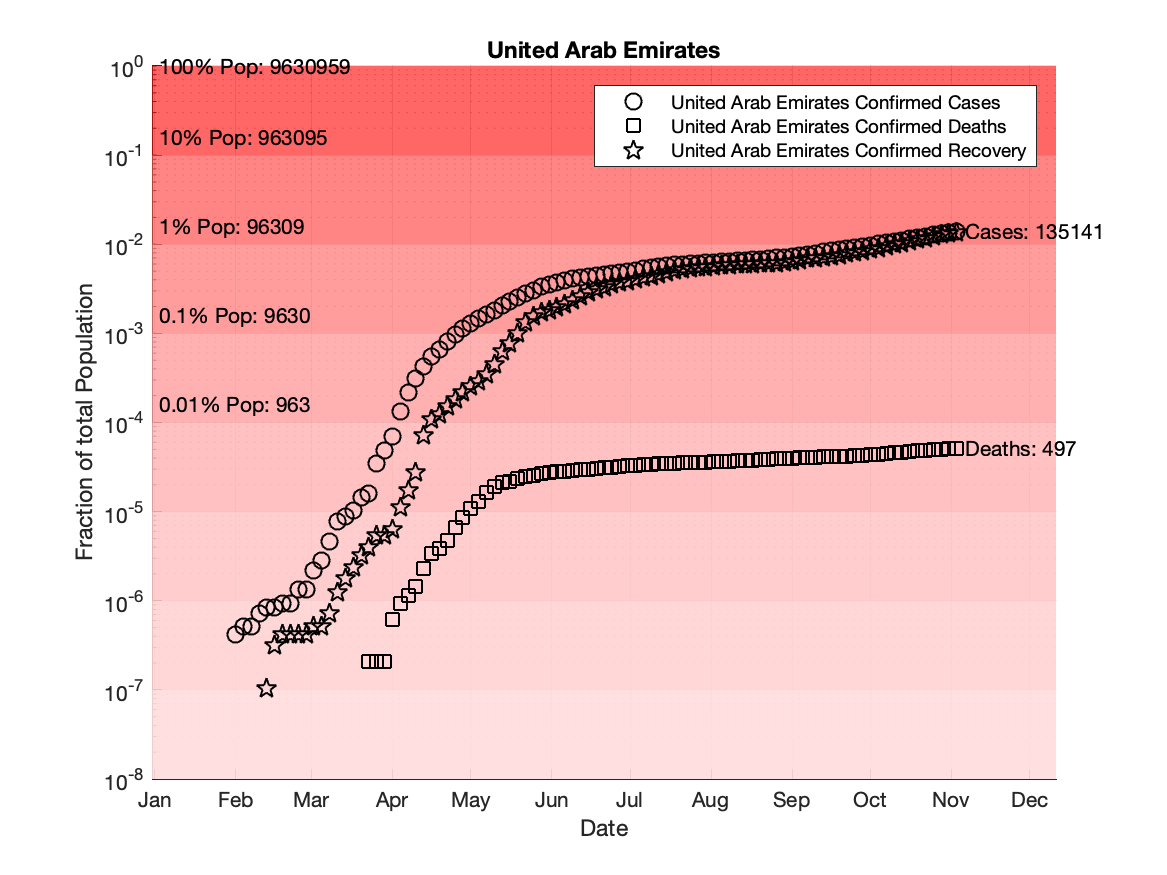 United Arab Emirates
10^0
100% Pop: 9630959
United Arab Emirates Confirmed Cases
United Arab Emirates Confirmed Deaths
United Arab Emirates Confirmed Recovery
10% Pop: 963095
10^-1
1% Pop: 96309
10^-2
Cases: 135141
0.1% Pop: 9630
10^-3
0.01% Pop: 963
10^-4
Deaths: 497
10^-5
10^-6
10^-7
10^-8
Fraction of total Population
Jan Feb Mar Apr May Jun Jul Aug Sep Oct Nov Dec
Date